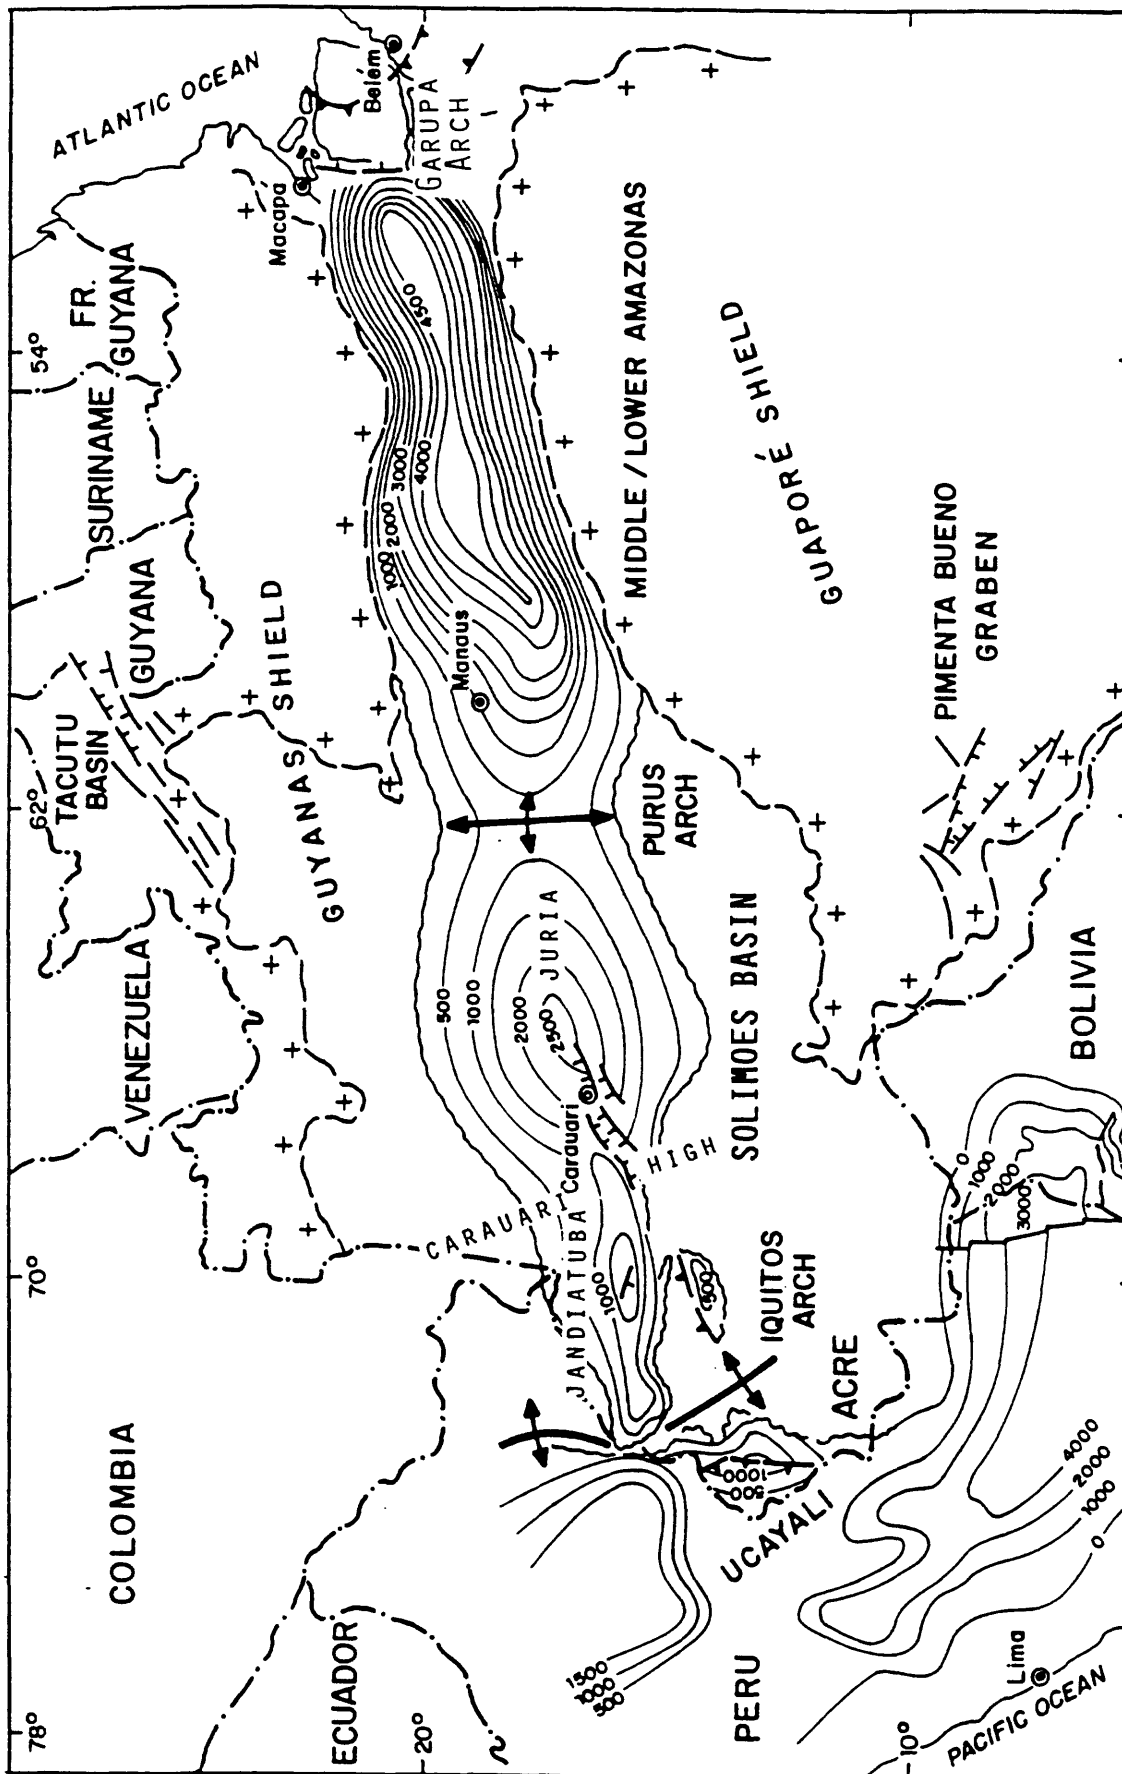 78°
70°
62°
54°
20°
10°
ATLANTIC OCEAN
COLOMBIA
VENEZUELA
TACUTU
BASIN
GUYANA
SURINAME
FR.
GUYANA
Macapá
Belém
GARUPA
ARCH
ECUADOR
GUYANAS
SHIELD
CARAUARI
HIGH
JANDIATUBA
1000
500
Carauari
JURIA
500
1000
2000
2500
Manaus
1000
2000
3000
4000
4500
PURUS
ARCH
MIDDLE / LOWER AMAZONAS
SOLIMOES BASIN
IQUITOS
ARCH
ACRE
UCAYALI
500
1000
1500
1000
500
PERU
Lima
PACIFIC OCEAN
0
1000
2000
4000
0
1000
2000
3000
BOLIVIA
GUAPORÉ SHIELD
PIMENTA BUENO
GRABEN